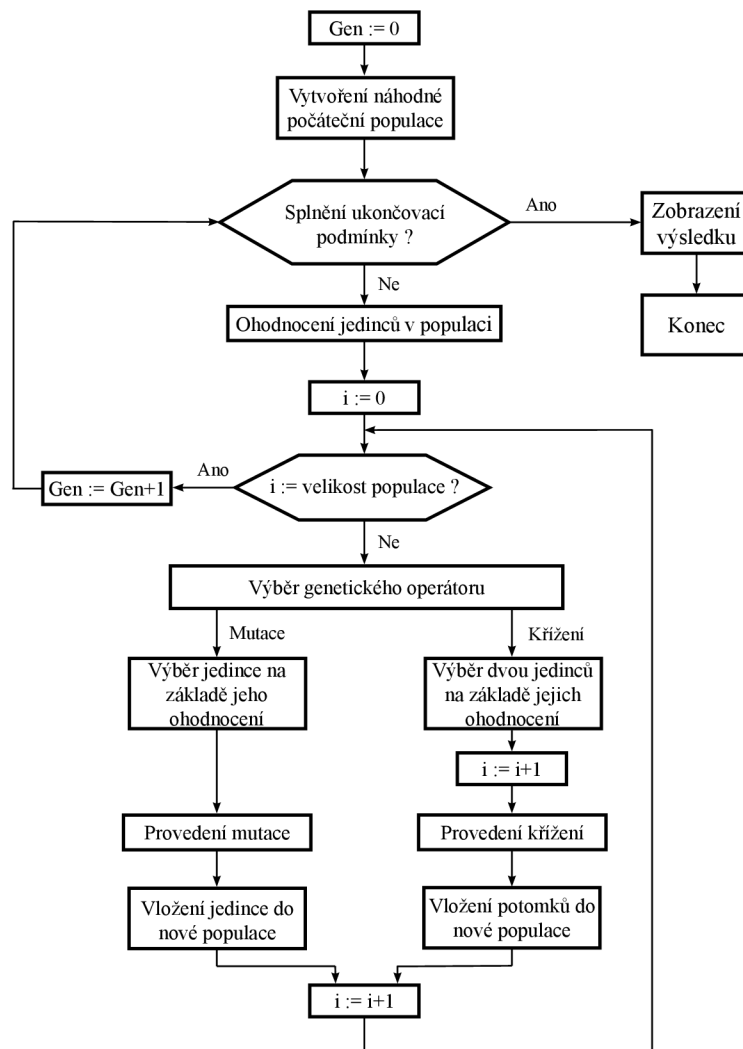 Gen := 0
Vytvoření náhodné
počáteční populace
Splnění ukončovací
podmínky ?
Ano
Zobrazení
výsledku
Ne
Konec
Ohodnocení jedinců v populaci
i := 0
Ano
Gen := Gen+1
i := velikost populace ?
Ne
Výběr genetického operátoru
Mutace
Křížení
Výběr jedince na
základě jeho
ohodnocení
Výběr dvou jedinců
na základě jejich
ohodnocení
i := i+1
Provedení mutace
Provedení křížení
Vložení jedince do
nové populace
Vložení potomků do
nové populace
i := i+1